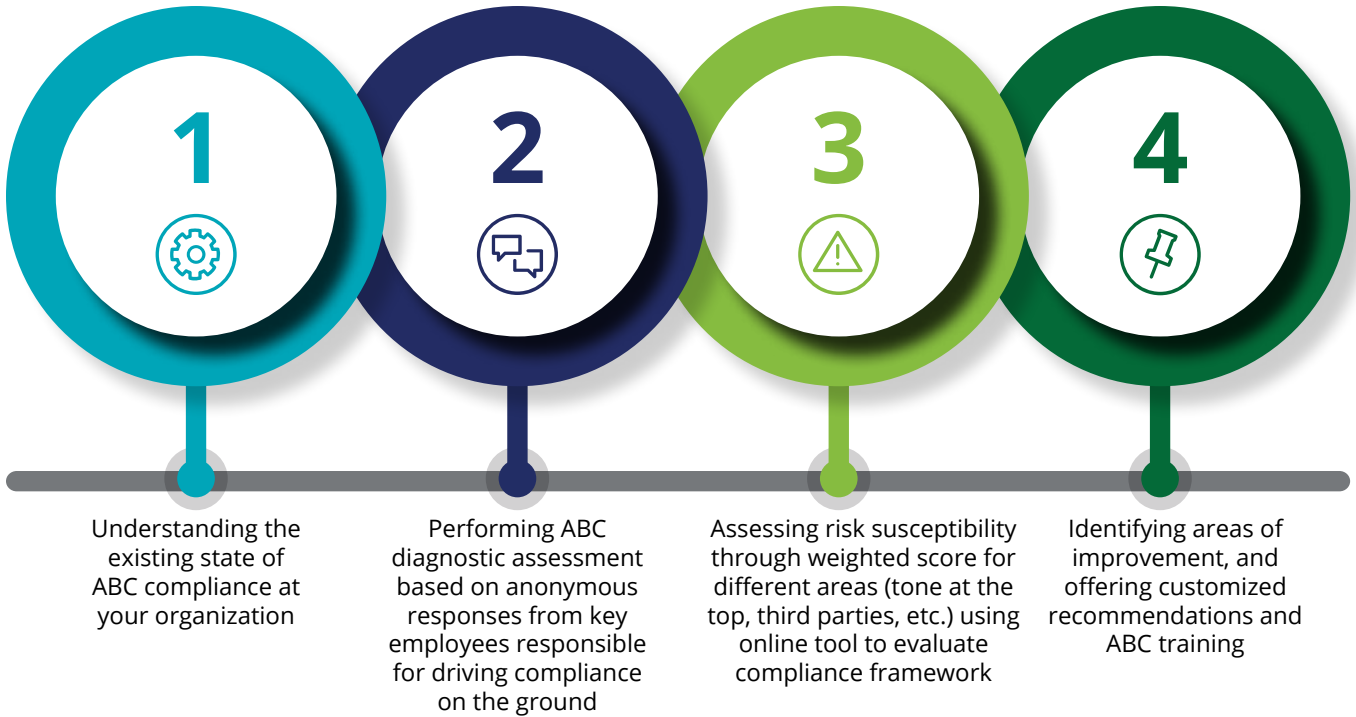 1
Understanding the
existing state of
ABC compliance at
your organization
2
Performing ABC
diagnostic assessment
based on anonymous
responses from key
employees responsible
for driving compliance
on the ground
3
Assessing risk susceptibility
through weighted score for
different areas (tone at the
top, third parties, etc.) using
online tool to evaluate
compliance framework
4
Identifying areas of
improvement, and
offering customized
recommendations and
ABC training